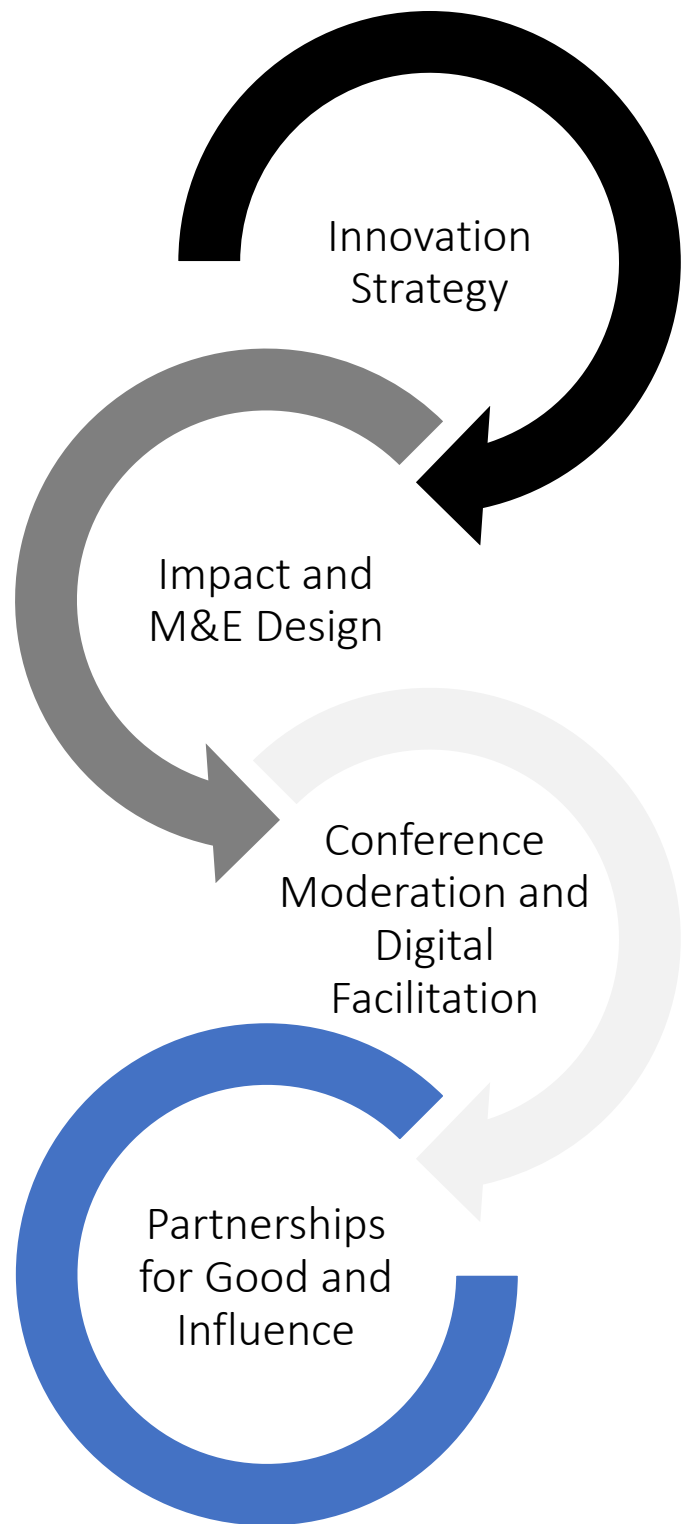 Innovation
Strategy
Impact and
M&E Design
Conference
Moderation and
Digital
Facilitation
Partnerships
for Good and
Influence